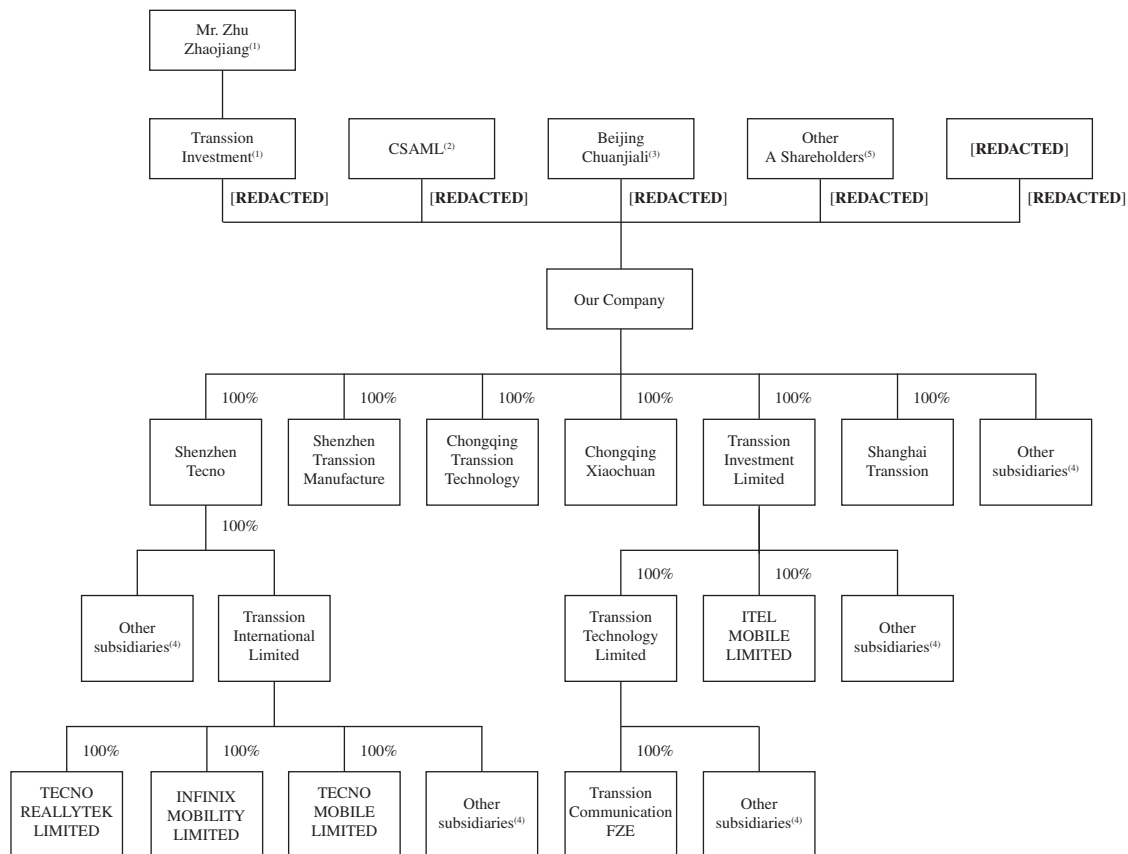 Mr. Zhu
Zhaojiang(1)
Transsion
Investment(1)
CSAML(2)
Beijing
Chuanjiali(3)
Other
A Shareholders(5)
[REDACTED]
[REDACTED]
[REDACTED]
[REDACTED]
[REDACTED]
[REDACTED]
Our Company
100%
100%
100%
100%
100%
100%
Shenzhen
Tecno
Shenzhen
Transsion
Manufacture
Chongqing
Transsion
Technology
Chongqing
Xiaochuan
Transsion
Investment
Limited
Shanghai
Transsion
Other
subsidiaries(4)
100%
100%
100%
Other
subsidiaries(4)
Transsion
International
Limited
Transsion
Technology
Limited
ITEL
MOBILE
LIMITED
Other
subsidiaries(4)
100%
100%
100%
100%
TECNO
REALLYTEK
LIMITED
INFINIX
MOBILITY
LIMITED
TECNO
MOBILE
LIMITED
Other
subsidiaries(4)
Transsion
Communication
FZE
Other
subsidiaries(4)